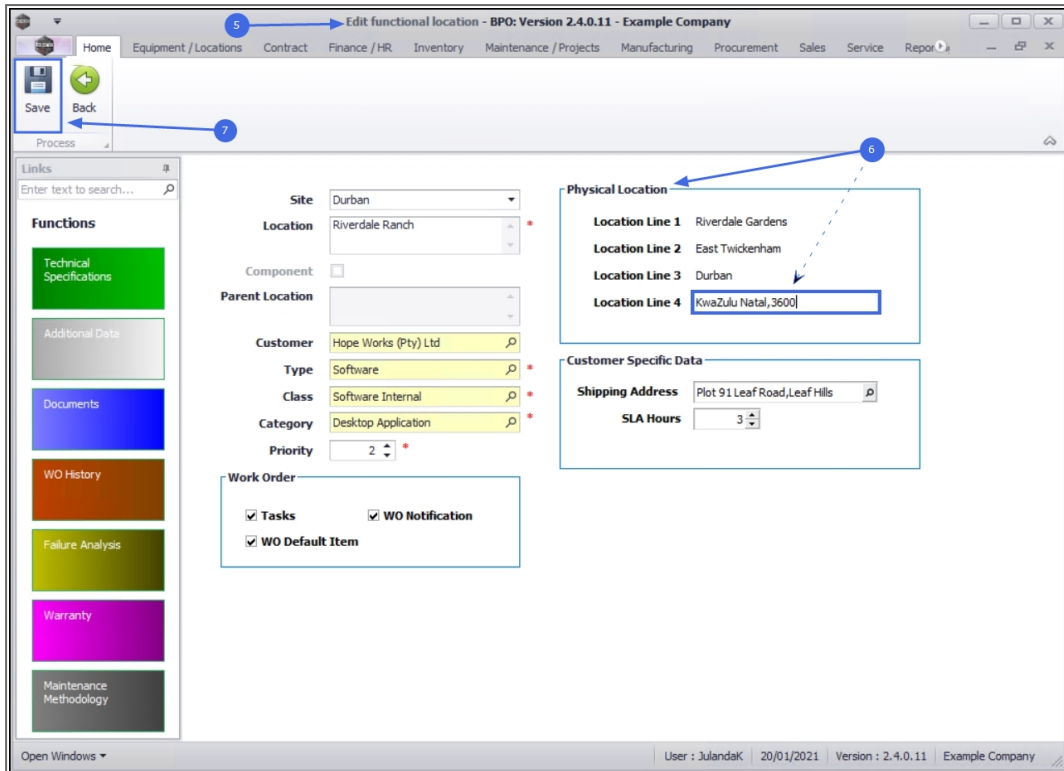 Edit functional location - BPO: Version 2.4.0.11 - Example Company
5
Home Equipment / Locations Contract Finance / HR Inventory Maintenance / Projects Manufacturing Procurement Sales Service Repor
Save Back
7
Process
6
Links
Enter text to search...
Functions
Technical
Specifications
Additional Data
Documents
WO History
Failure Analysis
Warranty
Maintenance
Methodology
Site Durban
Location Riverdale Ranch *
Component
Parent Location
Customer Hope Works (Pty) Ltd
Type Software *
Class Software Internal *
Category Desktop Application *
Priority 2 *
Work Order
Tasks WO Notification
WO Default Item
Physical Location
Location Line 1 Riverdale Gardens
Location Line 2 East Twickenham
Location Line 3 Durban
Location Line 4 KwaZulu Natal,3600
Customer Specific Data
Shipping Address Plot 91 Leaf Road,Leaf Hills
SLA Hours 3
Open Windows User : JulandaK 20/01/2021 Version : 2.4.0.11 Example Company